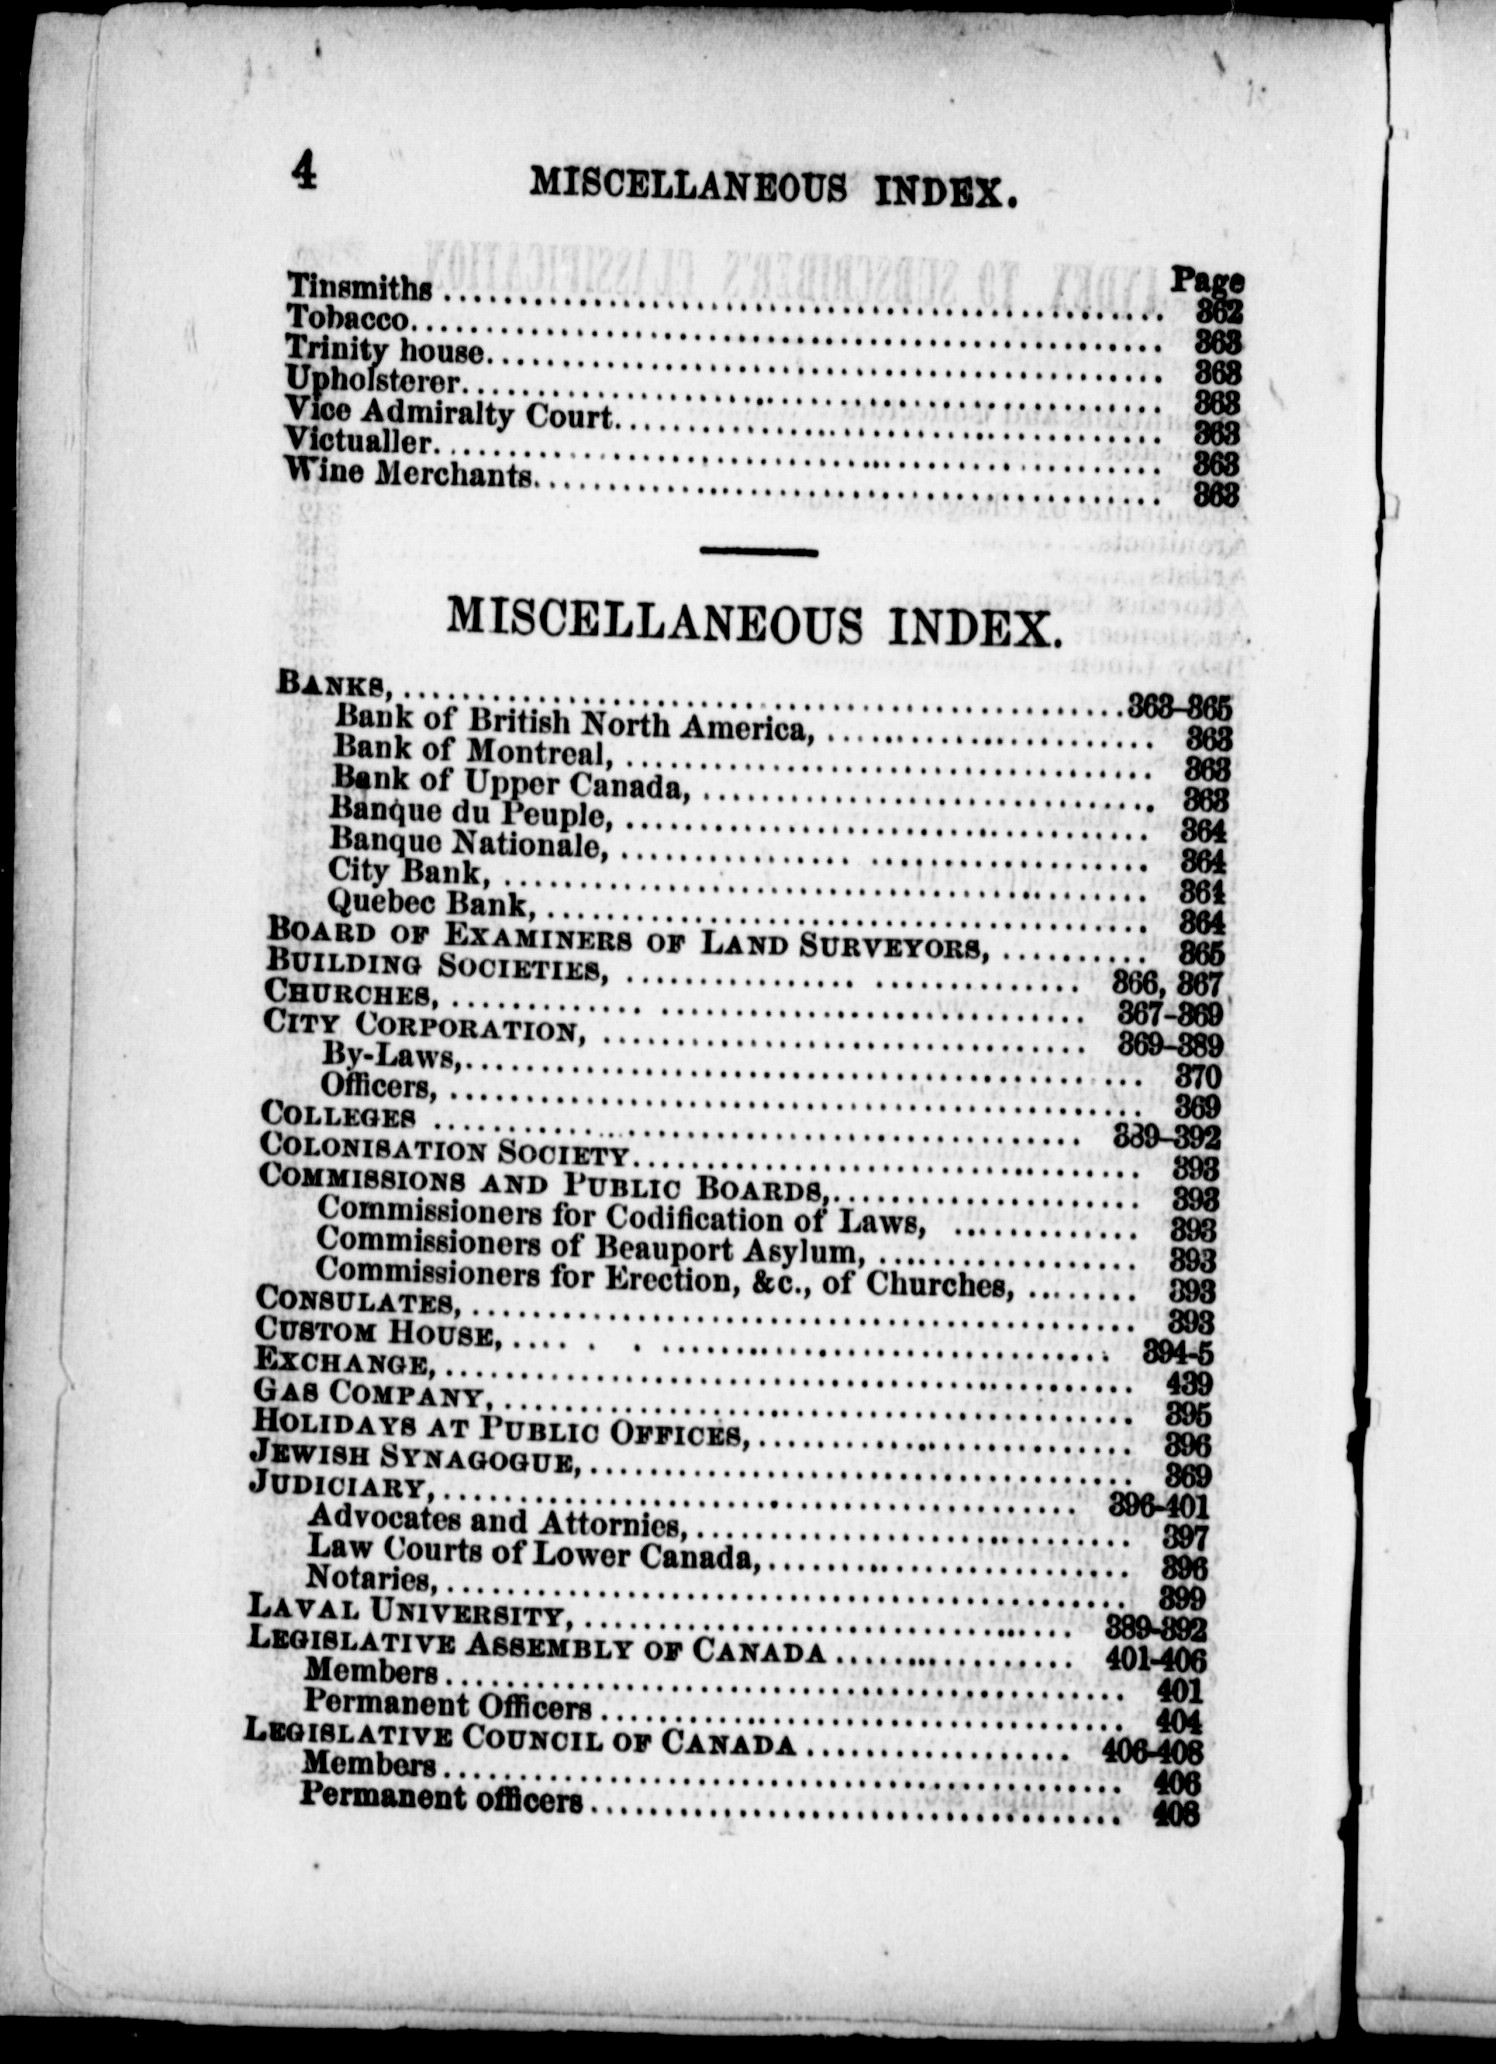 4 MISCELLANEOUS INDEX.
Page
Tinsmiths 362
Tobacco 363
Trinity house 363
Upholsterer 363
Vice Admiralty Court 363
Victualler 363
Wine Merchants 363
MISCELLANEOUS INDEX.
BANKS, 363-365
Bank of British North America, 363
Bank of Montreal, 363
Bank of Upper Canada, 363
Banque du Peuple, 364
Banque Nationale, 364
City Bank, 364
Quebec Bank, 364
BOARD OF EXAMINERS OF LAND SURVEYORS, 365
BUILDING SOCIETIES, 366, 367
CHURCHES, 367-369
CITY CORPORATION, 369-389
By-Laws, 370
Officers, 369
COLLEGES 389-392
COLONISATION SOCIETY 393
COMMISSIONS AND PUBLIC BOARDS, 393
Commissioners for Codification of Laws, 393
Commissioners of Beauport Asylum, 393
Commissioners for Erection, &c., of Churches, 393
CONSULATES, 393
CUSTOM HOUSE, 394-5
EXCHANGE, 439
GAS COMPANY, 395
HOLIDAYS AT PUBLIC OFFICES, 396
JEWISH SYNAGOGUE, 369
JUDICIARY, 396-401
Advocates and Attornies, 397
Law Courts of Lower Canada, 396
Notaries, 399
LAVAL UNIVERSITY, 389-392
LEGISLATIVE ASSEMBLY OF CANADA 401-406
Members 401
Permanent Officers 404
LEGISLATIVE COUNCIL OF CANADA 406-408
Members 406
Permanent officers 408